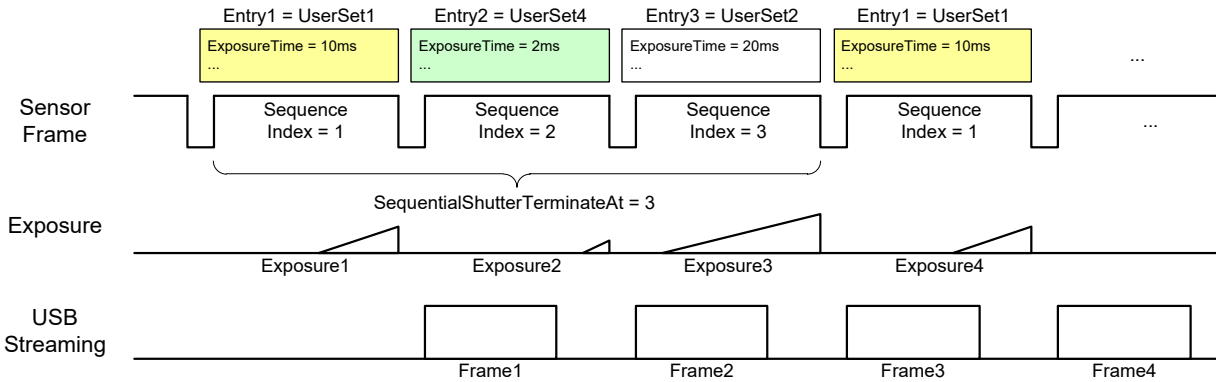 Entry1 = UserSet1
Entry2 = UserSet4
Entry3 = UserSet2
Entry1 = UserSet1
ExposureTime = 10ms
...
ExposureTime = 2ms
...
ExposureTime = 20ms
...
ExposureTime = 10ms
...
...
Sensor
Frame
Sequence
Index = 1
Sequence
Index = 2
Sequence
Index = 3
Sequence
Index = 1
...
SequentialShutterTerminateAt = 3
Exposure
Exposure1
Exposure2
Exposure3
Exposure4
USB
Streaming
Frame1
Frame2
Frame3
Frame4